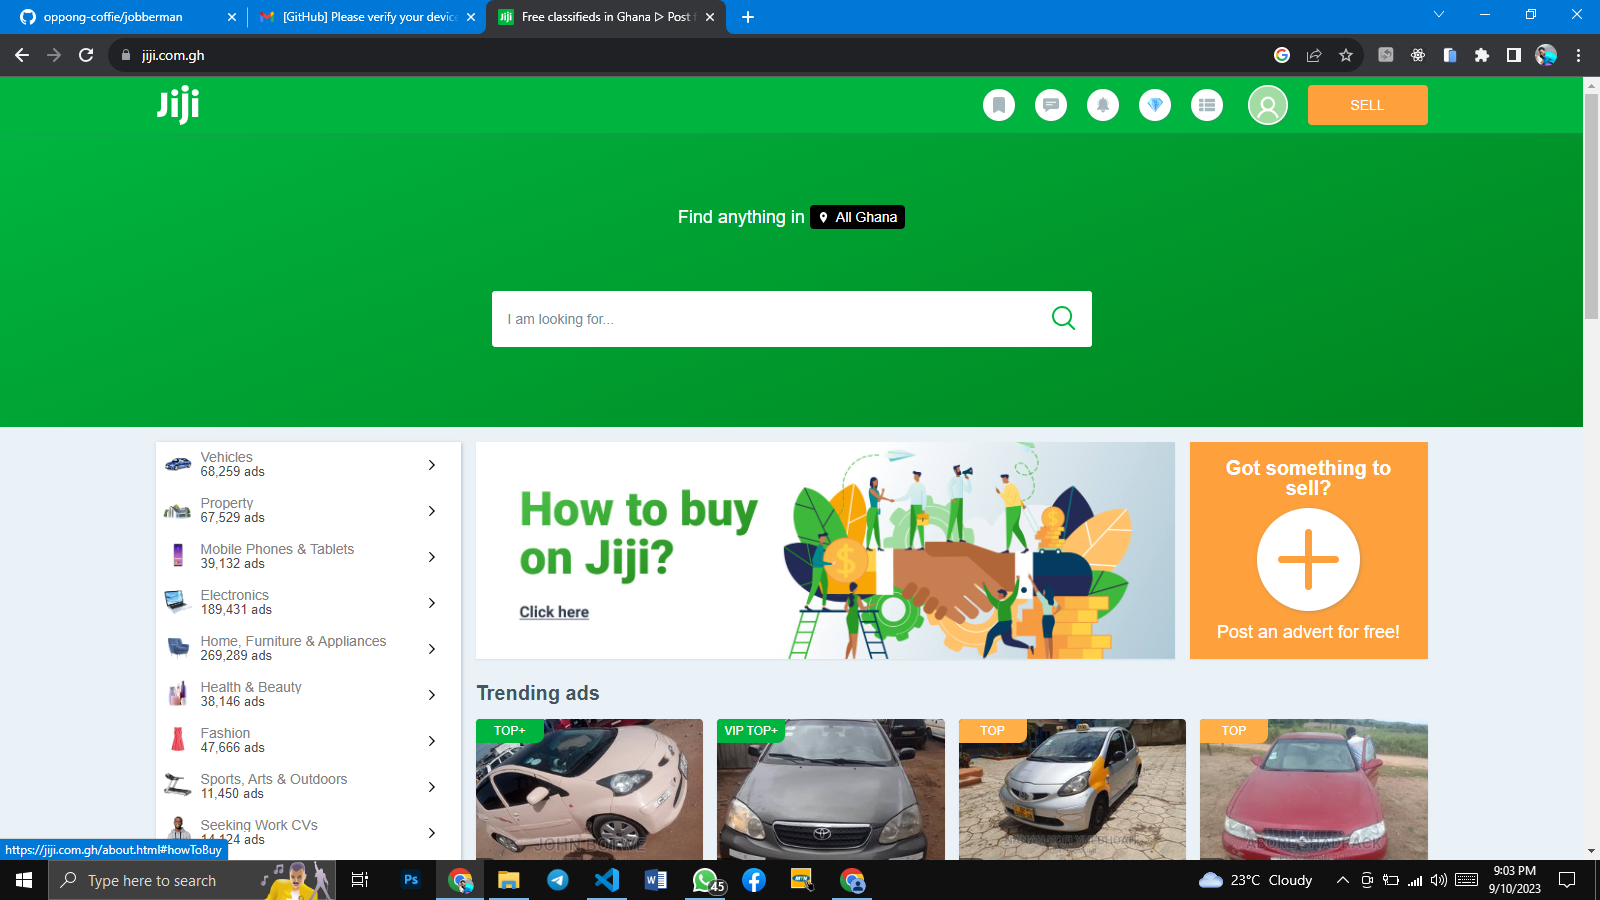 oppong-coffie/jobberman
[GitHub] Please verify your device
Free classifieds in Ghana ▷ Post f
jiji.com.gh
Jiji
SELL
Find anything in All Ghana
I am looking for...
Vehicles
68,259 ads
Property
67,529 ads
Mobile Phones & Tablets
39,132 ads
Electronics
189,431 ads
Home, Furniture & Appliances
269,289 ads
Health & Beauty
38,146 ads
Fashion
47,666 ads
Sports, Arts & Outdoors
11,450 ads
Seeking Work CVs
14,124 ads
How to buy
on Jiji?
Click here
Got something to
sell?
Post an advert for free!
Trending ads
TOP+
VIP TOP+
TOP
TOP
https://jiji.com.gh/about.html#howToBuy
Type here to search
Ps
45
23°C Cloudy
9:03 PM
9/10/2023